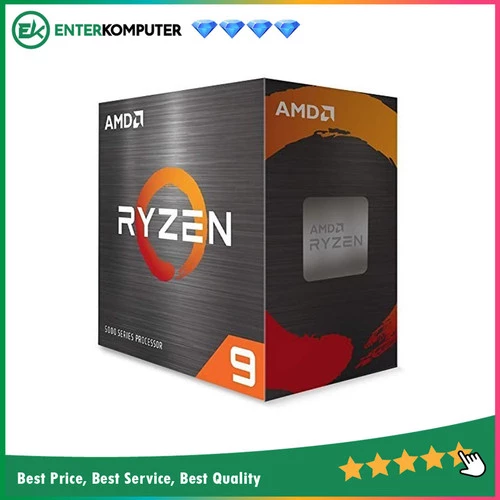 EK ENTERKOMPUTER
AMD
AMD
RYZEN
AMD
RYZEN
5000 SERIES PROCESSOR
9
Best Price, Best Service, Best Quality